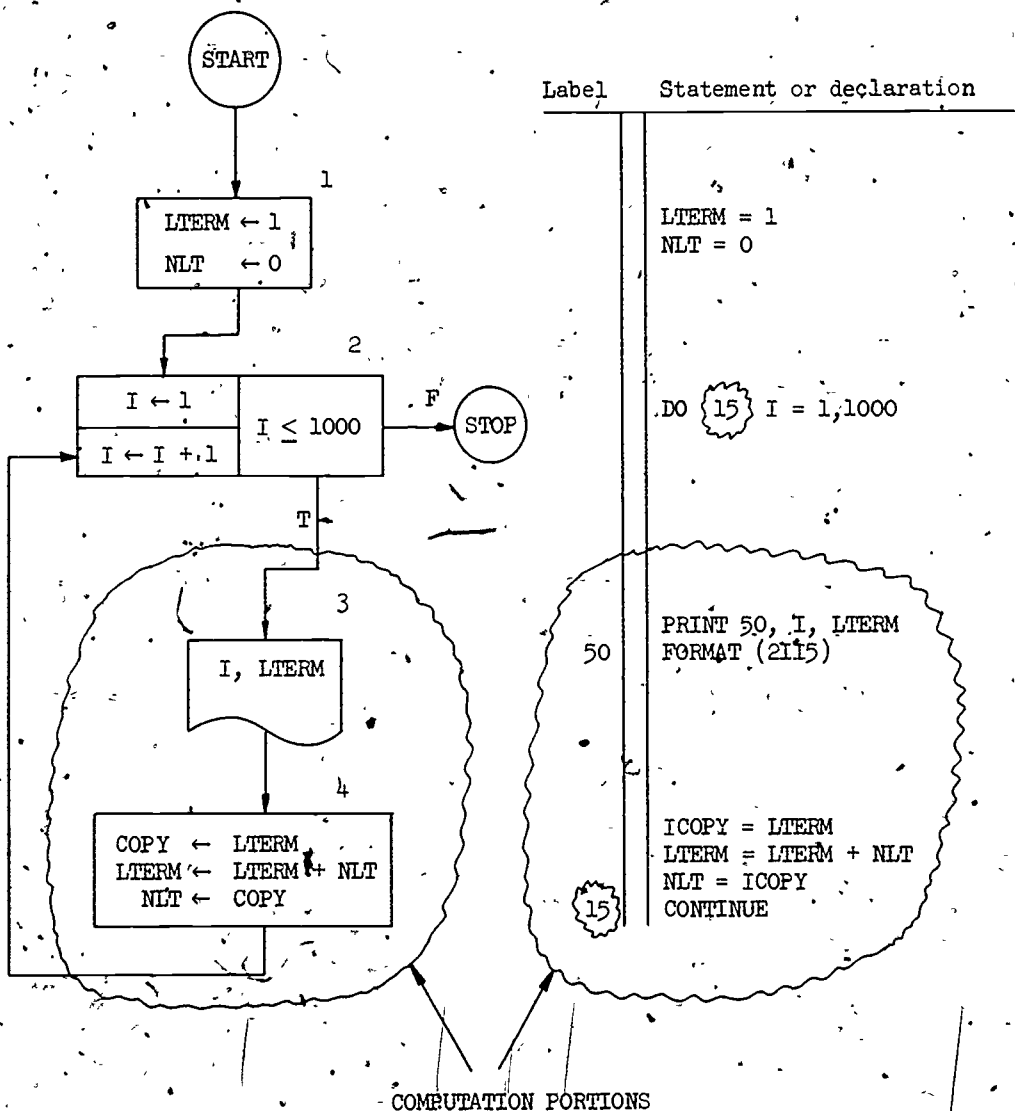 START
Label Statement or declaration
1
LTERM ← 1
NLT ← 0
LTERM = 1
NLT = 0
2
I ← 1
I ← I + 1
I ≤ 1000
F
STOP
DO 15 I = 1,1000
T
3
I, LTERM
PRINT 50, I, LTERM
50 FORMAT (2I15)
4
COPY ← LTERM
LTERM ← LTERM + NLT
NLT ← COPY
ICOPY = LTERM
LTERM = LTERM + NLT
NLT = ICOPY
15 CONTINUE
COMPUTATION PORTIONS